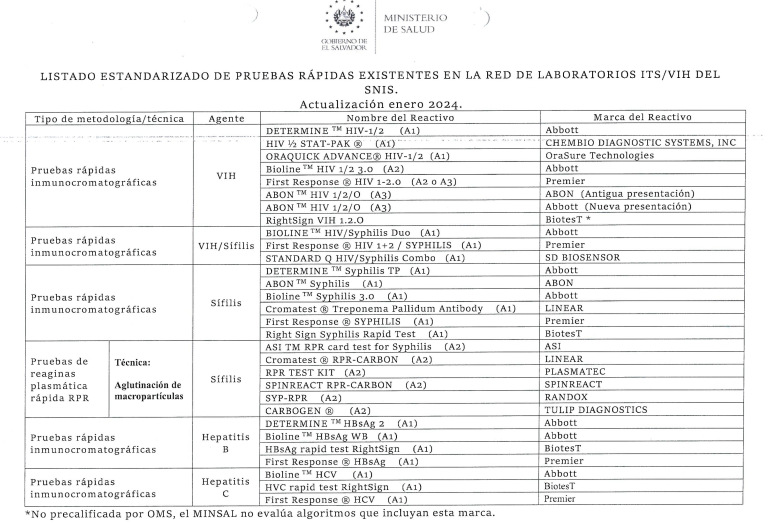 MINISTERIO
DE SALUD
GOBIERNO DE
EL SALVADOR
LISTADO ESTANDARIZADO DE PRUEBAS RÁPIDAS EXISTENTES EN LA RED DE LABORATORIOS ITS/VIH DEL
SNIS.
Actualización enero 2024.
Tipo de metodología/técnica Agente Nombre del Reactivo Marca del Reactivo
Pruebas rápidas
inmunocromatográficas
VIH
DETERMINE ™ HIV-1/2 (A1) Abbott
HIV ½ STAT-PAK ® (A1) CHEMBIO DIAGNOSTIC SYSTEMS, INC
ORAQUICK ADVANCE® HIV-1/2 (A1) OraSure Technologies
Bioline ™ HIV 1/2 3.0 (A2) Abbott
First Response ® HIV 1-2.0 (A2 o A3) Premier
ABON ™ HIV 1/2/O (A3) ABON (Antigua presentación)
ABON ™ HIV 1/2/O (A3) Abbott (Nueva presentación)
RightSign VIH 1.2.O BiotesT *
Pruebas rápidas
inmunocromatográficas
VIH/Sífilis
BIOLINE ™ HIV/Syphilis Duo (A1) Abbott
First Response ® HIV 1+2 / SYPHILIS (A1) Premier
STANDARD Q HIV/Syphilis Combo (A1) SD BIOSENSOR
Pruebas rápidas
inmunocromatográficas
Sífilis
DETERMINE ™ Syphilis TP (A1) Abbott
ABON ™ Syphilis (A1) ABON
Bioline ™ Syphilis 3.0 (A1) Abbott
Cromatest ® Treponema Pallidum Antibody (A1) LINEAR
First Response ® SYPHILIS (A1) Premier
Right Sign Syphilis Rapid Test (A1) BiotesT
Pruebas de
reaginas
plasmática
rápida RPR
Técnica:
Aglutinación de
macropartículas
Sífilis
ASI TM RPR card test for Syphilis (A2) ASI
Cromatest ® RPR-CARBON (A2) LINEAR
RPR TEST KIT (A2) PLASMATEC
SPINREACT RPR-CARBON (A2) SPINREACT
SYP-RPR (A2) RANDOX
CARBOGEN ® (A2) TULIP DIAGNOSTICS
Pruebas rápidas
inmunocromatográficas
Hepatitis
B
DETERMINE ™ HBsAg 2 (A1) Abbott
Bioline ™ HBsAg WB (A1) Abbott
HBsAg rapid test RightSign (A1) BiotesT
First Response ® HBsAg (A1) Premier
Pruebas rápidas
inmunocromatográficas
Hepatitis
C
Bioline ™ HCV (A1) Abbott
HVC rapid test RightSign (A1) BiotesT
First Response ® HCV (A1) Premier
*No precalificada por OMS, el MINSAL no evalúa algoritmos que incluyan esta marca.